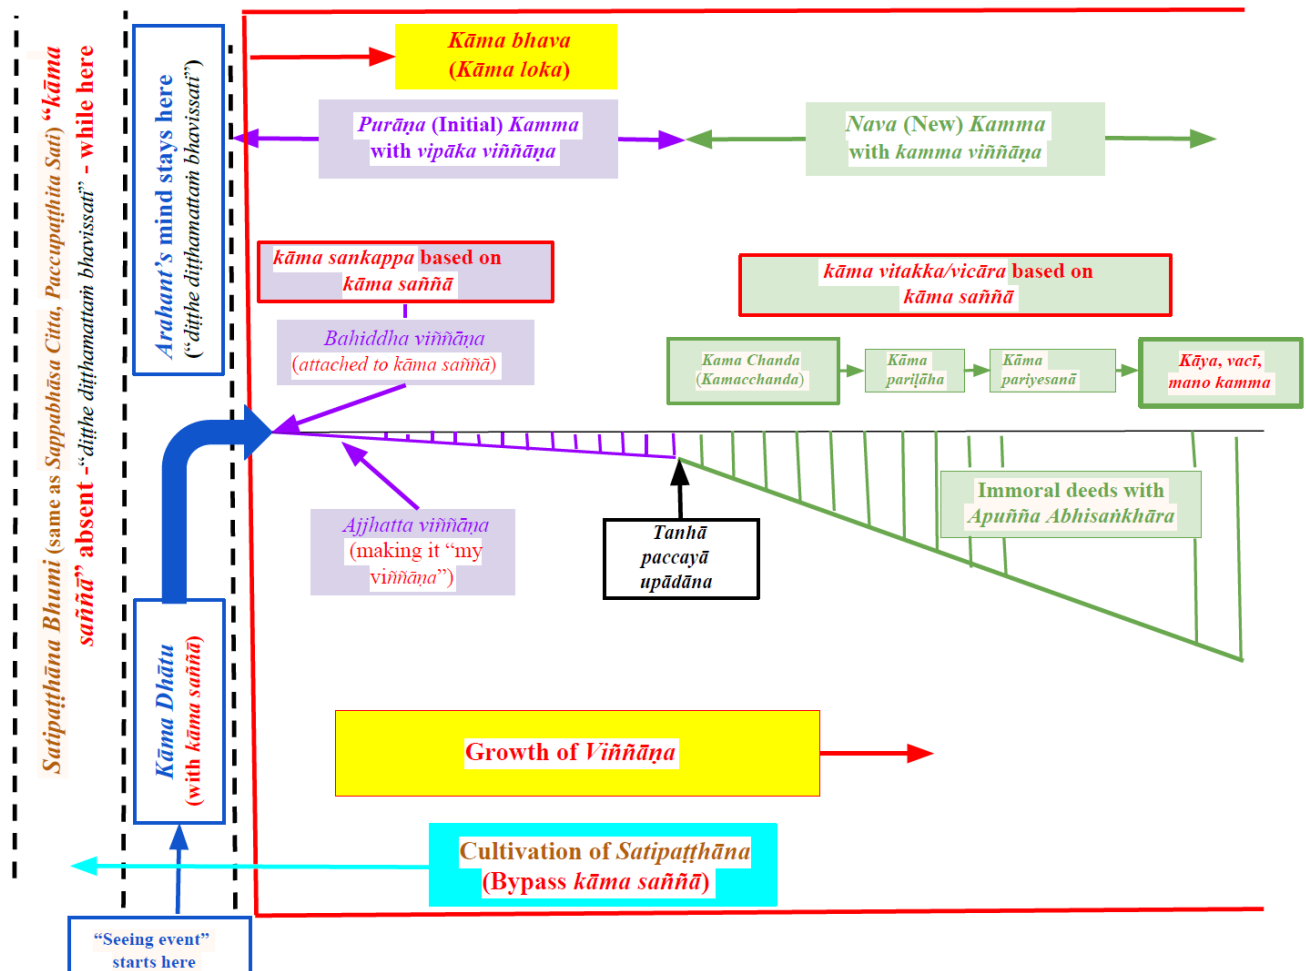 Satipaṭṭhāna Bhumi (same as Sappabhāsa Citta, Paccupaṭṭhita Sati) “kāma
saññā” absent -“diṭṭhe diṭṭhamattaṁ bhavissati” - while here
Arahant’s mind stays here
(“diṭṭhe diṭṭhamattaṁ bhavissati”)
Kāma Dhātu
(with kāma saññā)
“Seeing event”
starts here
Kāma bhava
(Kāma loka)
Purāṇa (Initial) Kamma
with vipāka viññāṇa
Nava (New) Kamma
with kamma viññāṇa
kāma sankappa based on
kāma saññā
kāma vitakka/vicāra based on
kāma saññā
Bahiddha viññāṇa
(attached to kāma saññā)
Kama Chanda
(Kamacchanda)
Kāma
pariḷāha
Kāma
pariyesanā
Kāya, vacī,
mano kamma
Ajjhatta viññāṇa
(making it “my
viññāṇa”)
Tanhā
paccayā
upādāna
Immoral deeds with
Apuñña Abhisaṅkhāra
Growth of Viññāṇa
Cultivation of Satipaṭṭhāna
(Bypass kāma saññā)